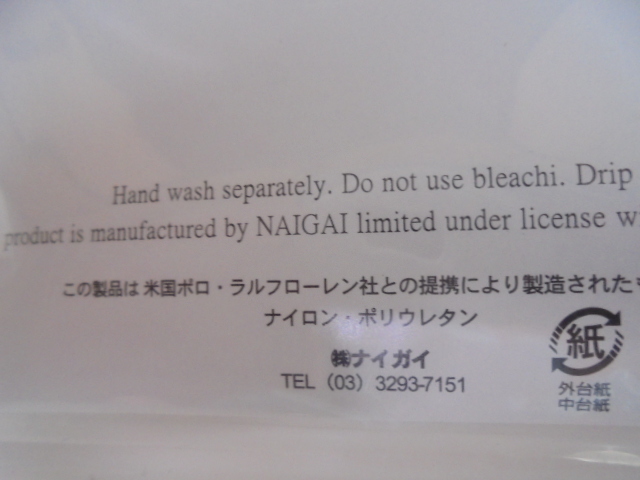 Hand wash separately. Do not use bleachi. Drip
product is manufactured by NAIGAI limited under license
この製品は 米国ポロ・ラルフローレン社との提携により製造された
ナイロン・ポリウレタン
㈱ナイガイ
TEL (03) 3293-7151
紙
外台紙
中台紙